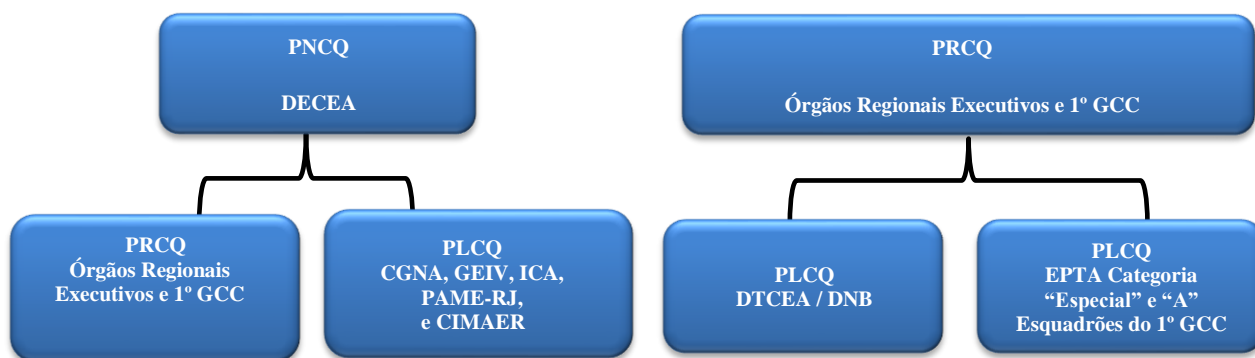 PNCQ
DECEA
PRCQ
Órgãos Regionais
Executivos e 1º GCC
PLCQ
CGNA, GEIV, ICA,
PAME-RJ,
e CIMAER
PRCQ
Órgãos Regionais Executivos e 1º GCC
PLCQ
DTCEA / DNB
PLCQ
EPTA Categoria
“Especial” e “A”
Esquadrões do 1º GCC